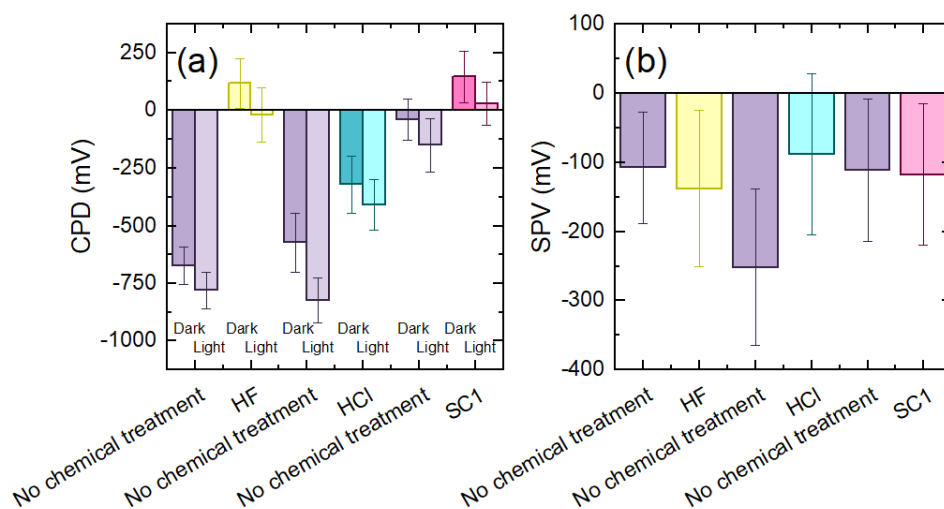 (a)
CPD (mV)
250
0
-250
-500
-750
-1000
Dark Dark Dark Dark Dark Dark
Light Light Light Light Light Light
No chemical treatment
HF
No chemical treatment
HCl
No chemical treatment
SC1
(b)
SPV (mV)
100
0
-100
-200
-300
-400
No chemical treatment
HF
No chemical treatment
HCl
No chemical treatment
SC1